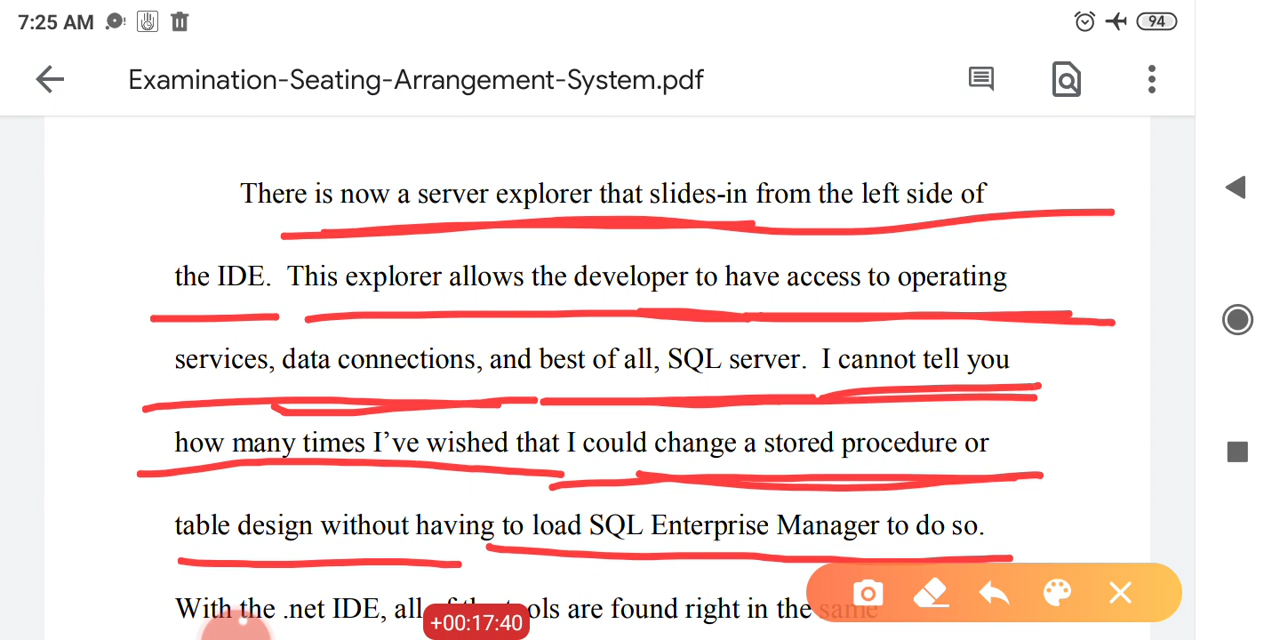 7:25 AM
94
Examination-Seating-Arrangement-System.pdf
There is now a server explorer that slides-in from the left side of
the IDE. This explorer allows the developer to have access to operating
services, data connections, and best of all, SQL server. I cannot tell you
how many times I’ve wished that I could change a stored procedure or
table design without having to load SQL Enterprise Manager to do so.
With the .net IDE, all of the tools are found right in the same
+00:17:40